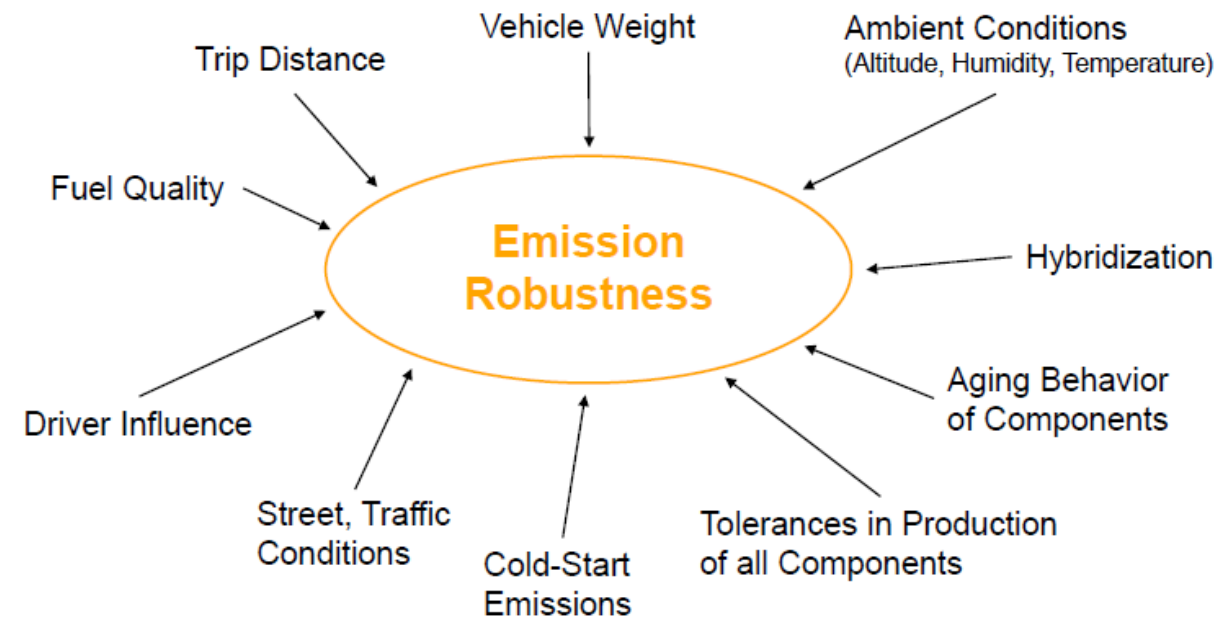 Vehicle Weight
Ambient Conditions
(Altitude, Humidity, Temperature)
Trip Distance
Fuel Quality
Emission
Robustness
Hybridization
Aging Behavior
of Components
Driver Influence
Street, Traffic
Conditions
Tolerances in Production
of all Components
Cold-Start
Emissions